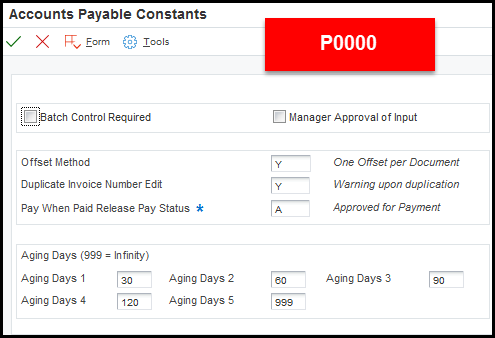 Accounts Payable Constants
P0000
Form Tools
Batch Control Required Manager Approval of Input
Offset Method Y One Offset per Document
Duplicate Invoice Number Edit Y Warning upon duplication
Pay When Paid Release Pay Status * A Approved for Payment
Aging Days (999 = Infinity)
Aging Days 1 30 Aging Days 2 60 Aging Days 3 90
Aging Days 4 120 Aging Days 5 999